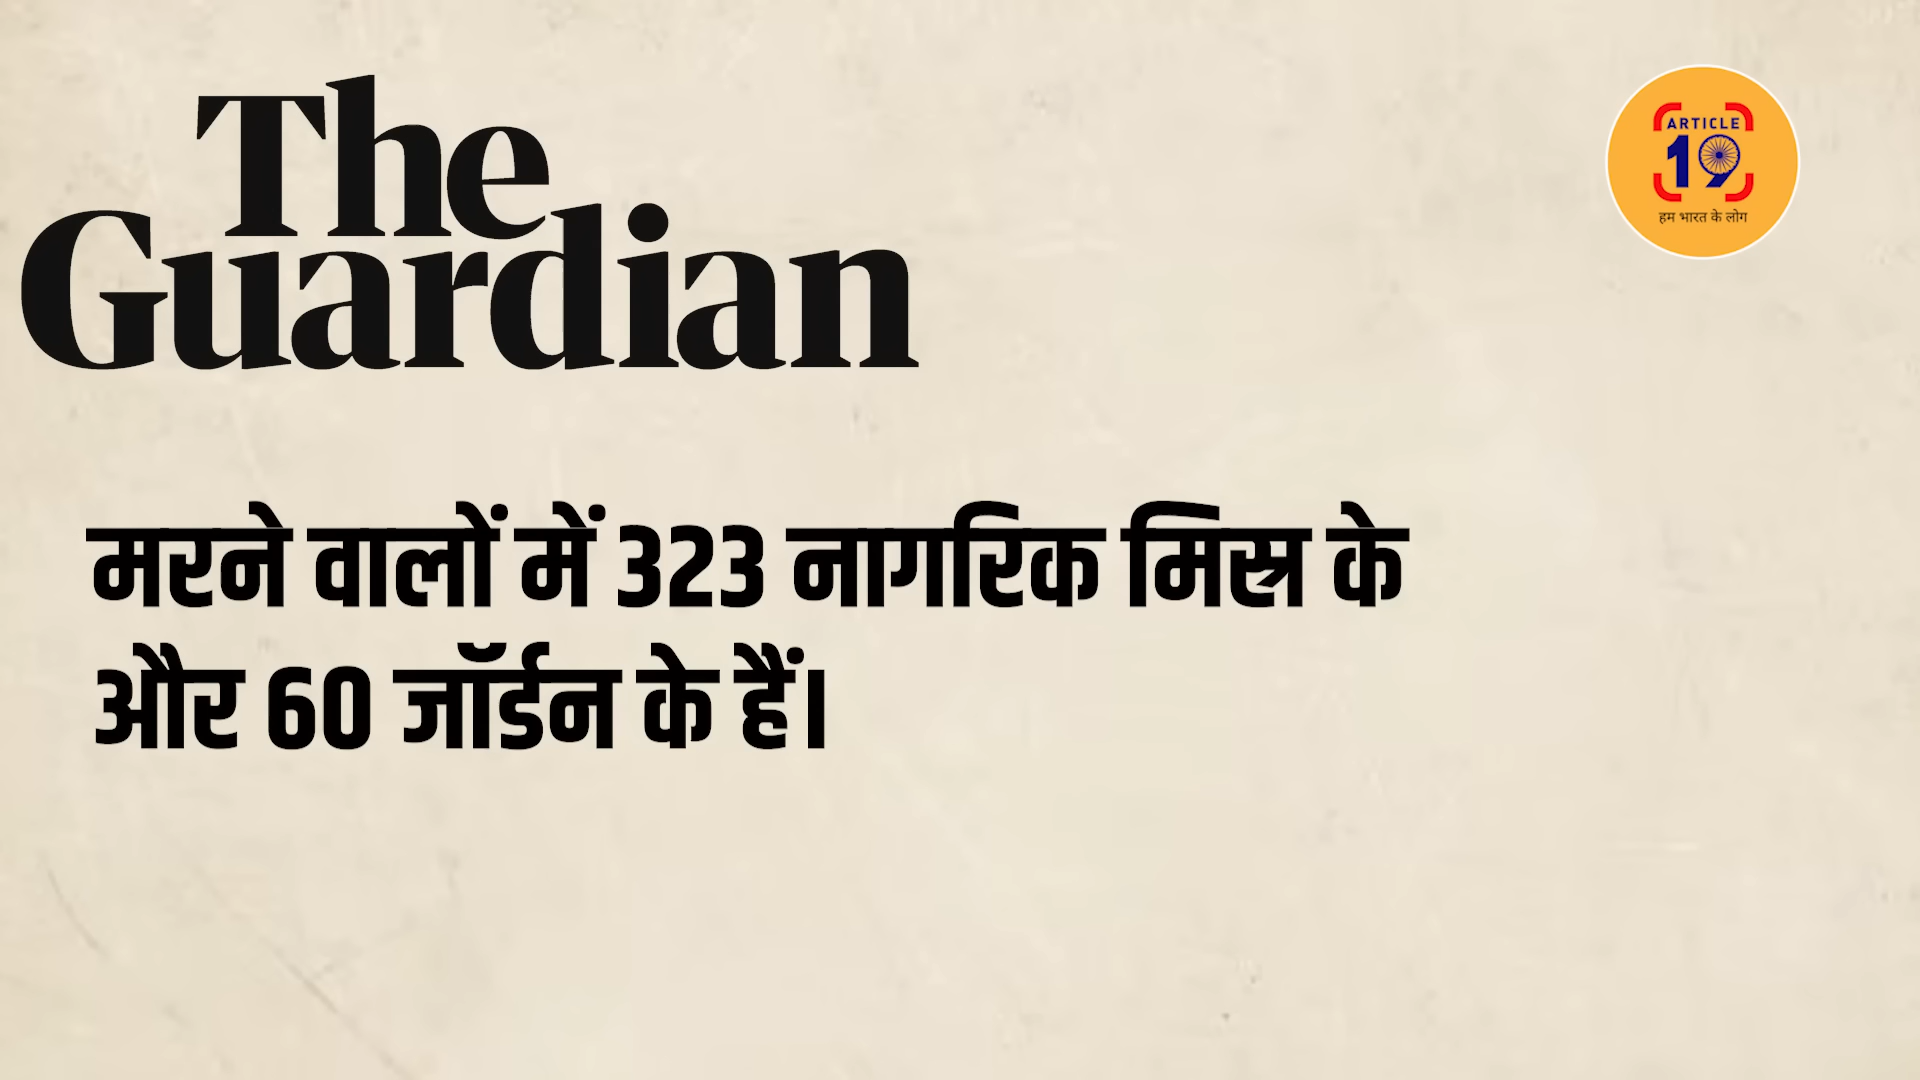 The
Guardian
ARTICLE
19
हम भारत के लोग
मरने वालों में 323 नागरिक मिस्र के
और 60 जॉर्डन के हैं।